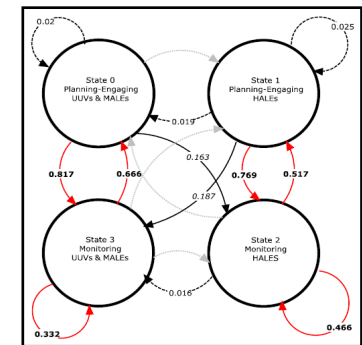 0.02
0.025
State 0
Planning-Engaging
UUVs & MALEs
State 1
Planning-Engaging
HALEs
0.019
0.163
0.817
0.666
0.769
0.517
0.187
State 3
Monitoring
UUVs & MALEs
State 2
Monitoring
HALES
0.016
0.332
0.466